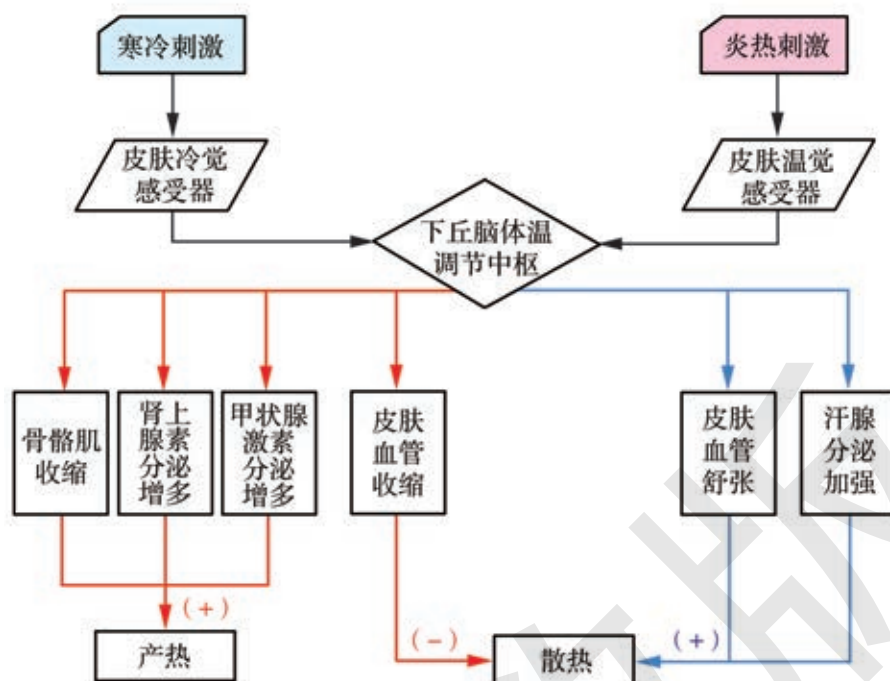 寒冷刺激
炎热刺激
皮肤冷觉
感受器
皮肤温觉
感受器
下丘脑体温
调节中枢
骨骼肌
收缩
肾上
腺素
分泌
增多
甲状腺
激素
分泌
增多
皮肤
血管
收缩
皮肤
血管
舒张
汗腺
分泌
加强
(+)
(-)
(+)
产热
散热